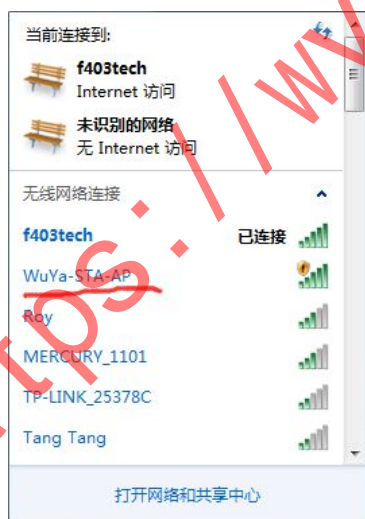 当前连接到:
f403tech
Internet 访问
未识别的网络
无 Internet 访问
无线网络连接
f403tech 已连接
WuYa-STA-AP
Roy
MERCURY_1101
TP-LINK_25378C
Tang Tang
打开网络和共享中心
ttps://wy